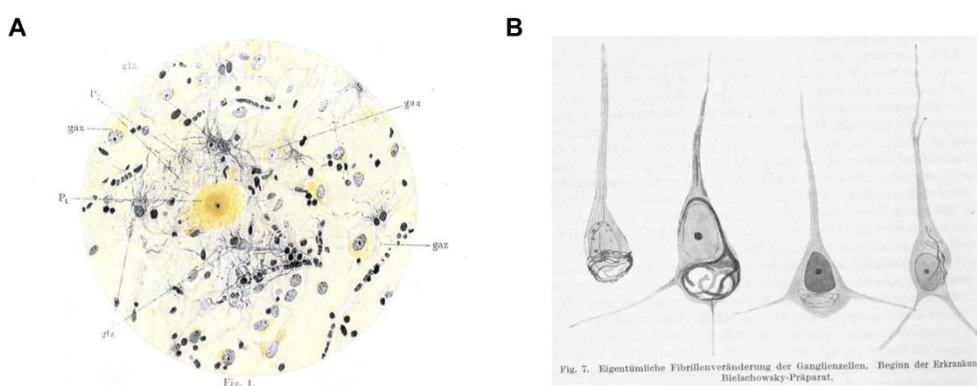 A
B
glz
P₂
gaz
gaz
P₁
gaz
glz
Fig. 1.
Fig. 7. Eigentümliche Fibrillenveränderung der Ganglienzellen. Beginn der Erkrankun
Bielschowsky-Präparat.